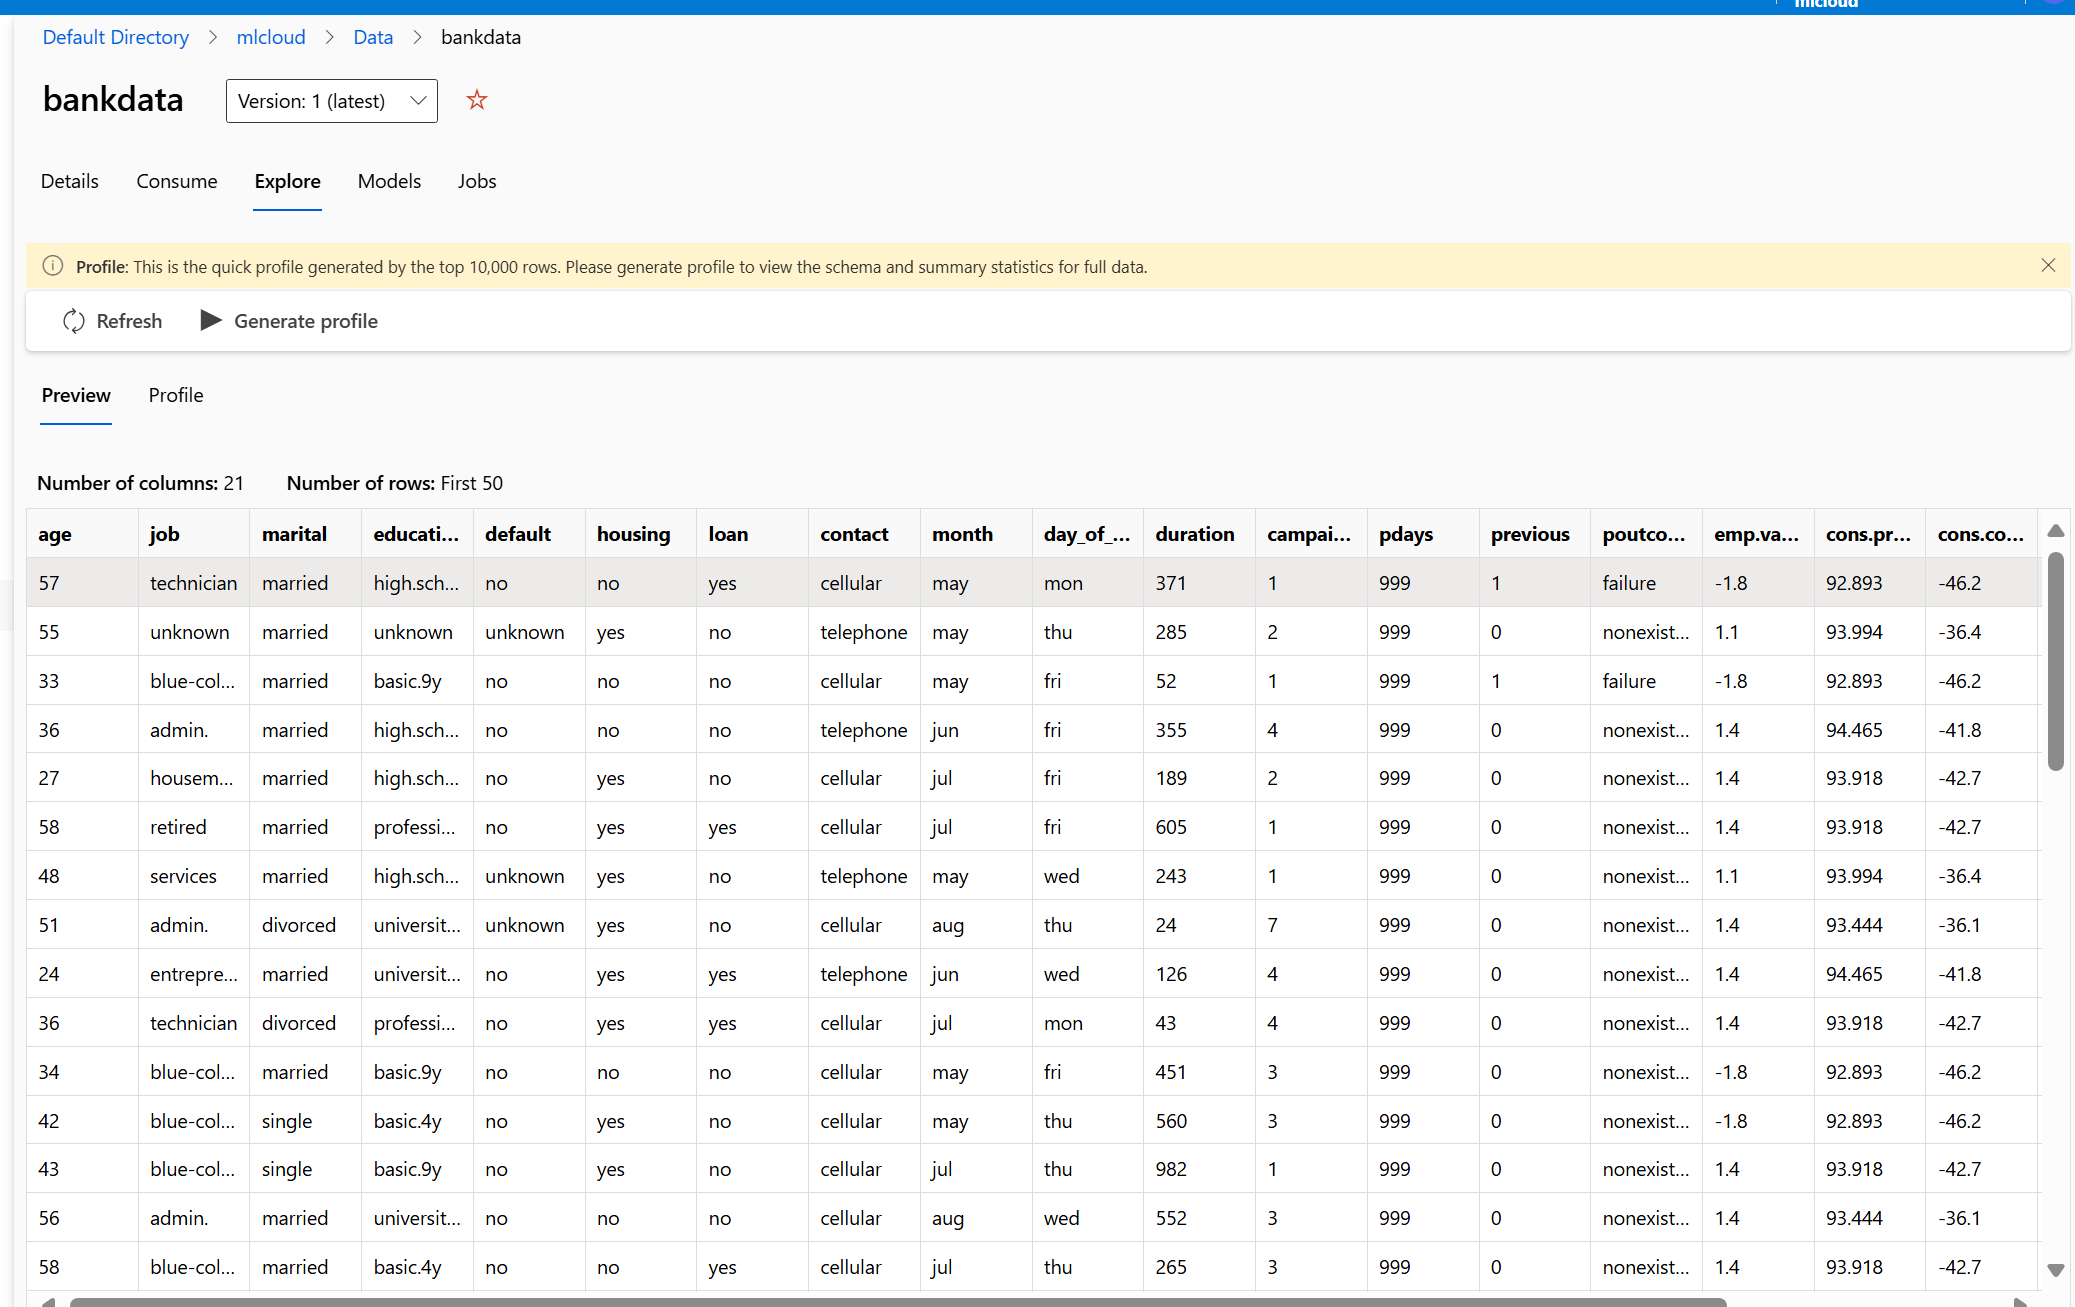 mlcloud
Default Directory > mlcloud > Data > bankdata
bankdata Version: 1 (latest)
Details Consume Explore Models Jobs
Profile: This is the quick profile generated by the top 10,000 rows. Please generate profile to view the schema and summary statistics for full data.
Refresh Generate profile
Preview Profile
Number of columns: 21 Number of rows: First 50
age job marital educati... default housing loan contact month day_of_... duration campai... pdays previous poutco... emp.va... cons.pr... cons.co...
57 technician married high.sch... no no yes cellular may mon 371 1 999 1 failure -1.8 92.893 -46.2
55 unknown married unknown unknown yes no telephone may thu 285 2 999 0 nonexist... 1.1 93.994 -36.4
33 blue-col... married basic.9y no no no cellular may fri 52 1 999 1 failure -1.8 92.893 -46.2
36 admin. married high.sch... no no no telephone jun fri 355 4 999 0 nonexist... 1.4 94.465 -41.8
27 housem... married high.sch... no yes no cellular jul fri 189 2 999 0 nonexist... 1.4 93.918 -42.7
58 retired married professi... no yes yes cellular jul fri 605 1 999 0 nonexist... 1.4 93.918 -42.7
48 services married high.sch... unknown yes no telephone may wed 243 1 999 0 nonexist... 1.1 93.994 -36.4
51 admin. divorced universit... unknown yes no cellular aug thu 24 7 999 0 nonexist... 1.4 93.444 -36.1
24 entrepre... married universit... no yes yes telephone jun wed 126 4 999 0 nonexist... 1.4 94.465 -41.8
36 technician divorced professi... no yes yes cellular jul mon 43 4 999 0 nonexist... 1.4 93.918 -42.7
34 blue-col... married basic.9y no no no cellular may fri 451 3 999 0 nonexist... -1.8 92.893 -46.2
42 blue-col... single basic.4y no yes no cellular may thu 560 3 999 0 nonexist... -1.8 92.893 -46.2
43 blue-col... single basic.9y no yes no cellular jul thu 982 1 999 0 nonexist... 1.4 93.918 -42.7
56 admin. married universit... no no no cellular aug wed 552 3 999 0 nonexist... 1.4 93.444 -36.1
58 blue-col... married basic.4y no no yes cellular jul thu 265 3 999 0 nonexist... 1.4 93.918 -42.7